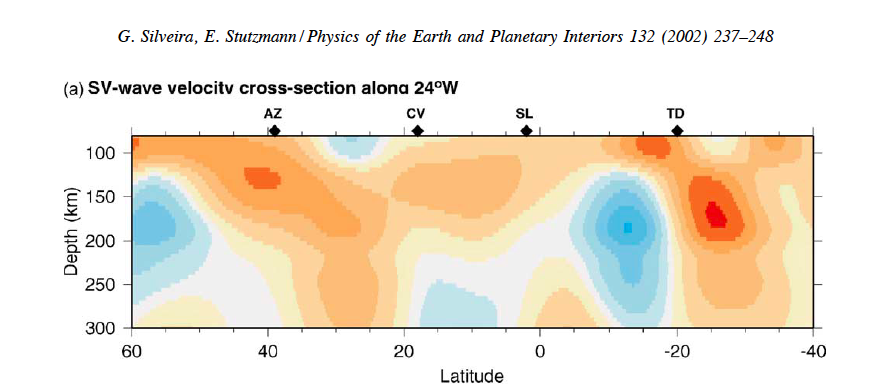 G. Silveira, E. Stutzmann / Physics of the Earth and Planetary Interiors 132 (2002) 237–248
(a) SV-wave velocity cross-section along 24ºW
AZ CV SL TD
Depth (km)
100
150
200
250
300
60 40 20 0 -20 -40
Latitude